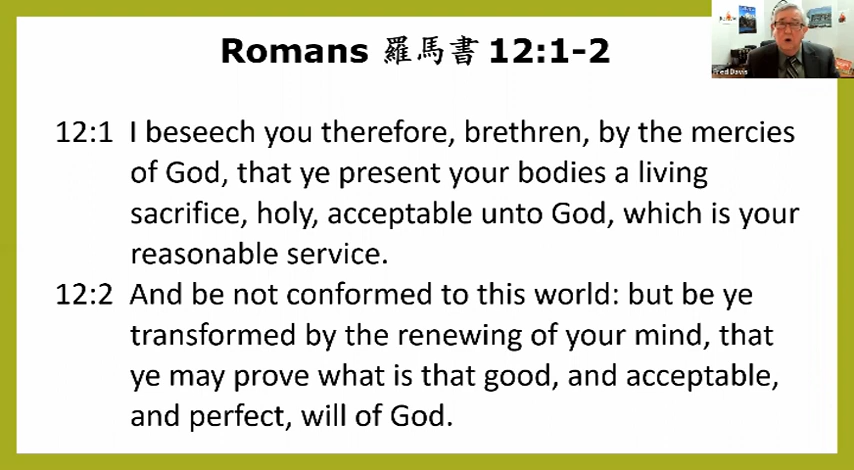 Romans 羅馬書 12:1-2
Fred Davis
12:1 I beseech you therefore, brethren, by the mercies
of God, that ye present your bodies a living
sacrifice, holy, acceptable unto God, which is your
reasonable service.
12:2 And be not conformed to this world: but be ye
transformed by the renewing of your mind, that
ye may prove what is that good, and acceptable,
and perfect, will of God.